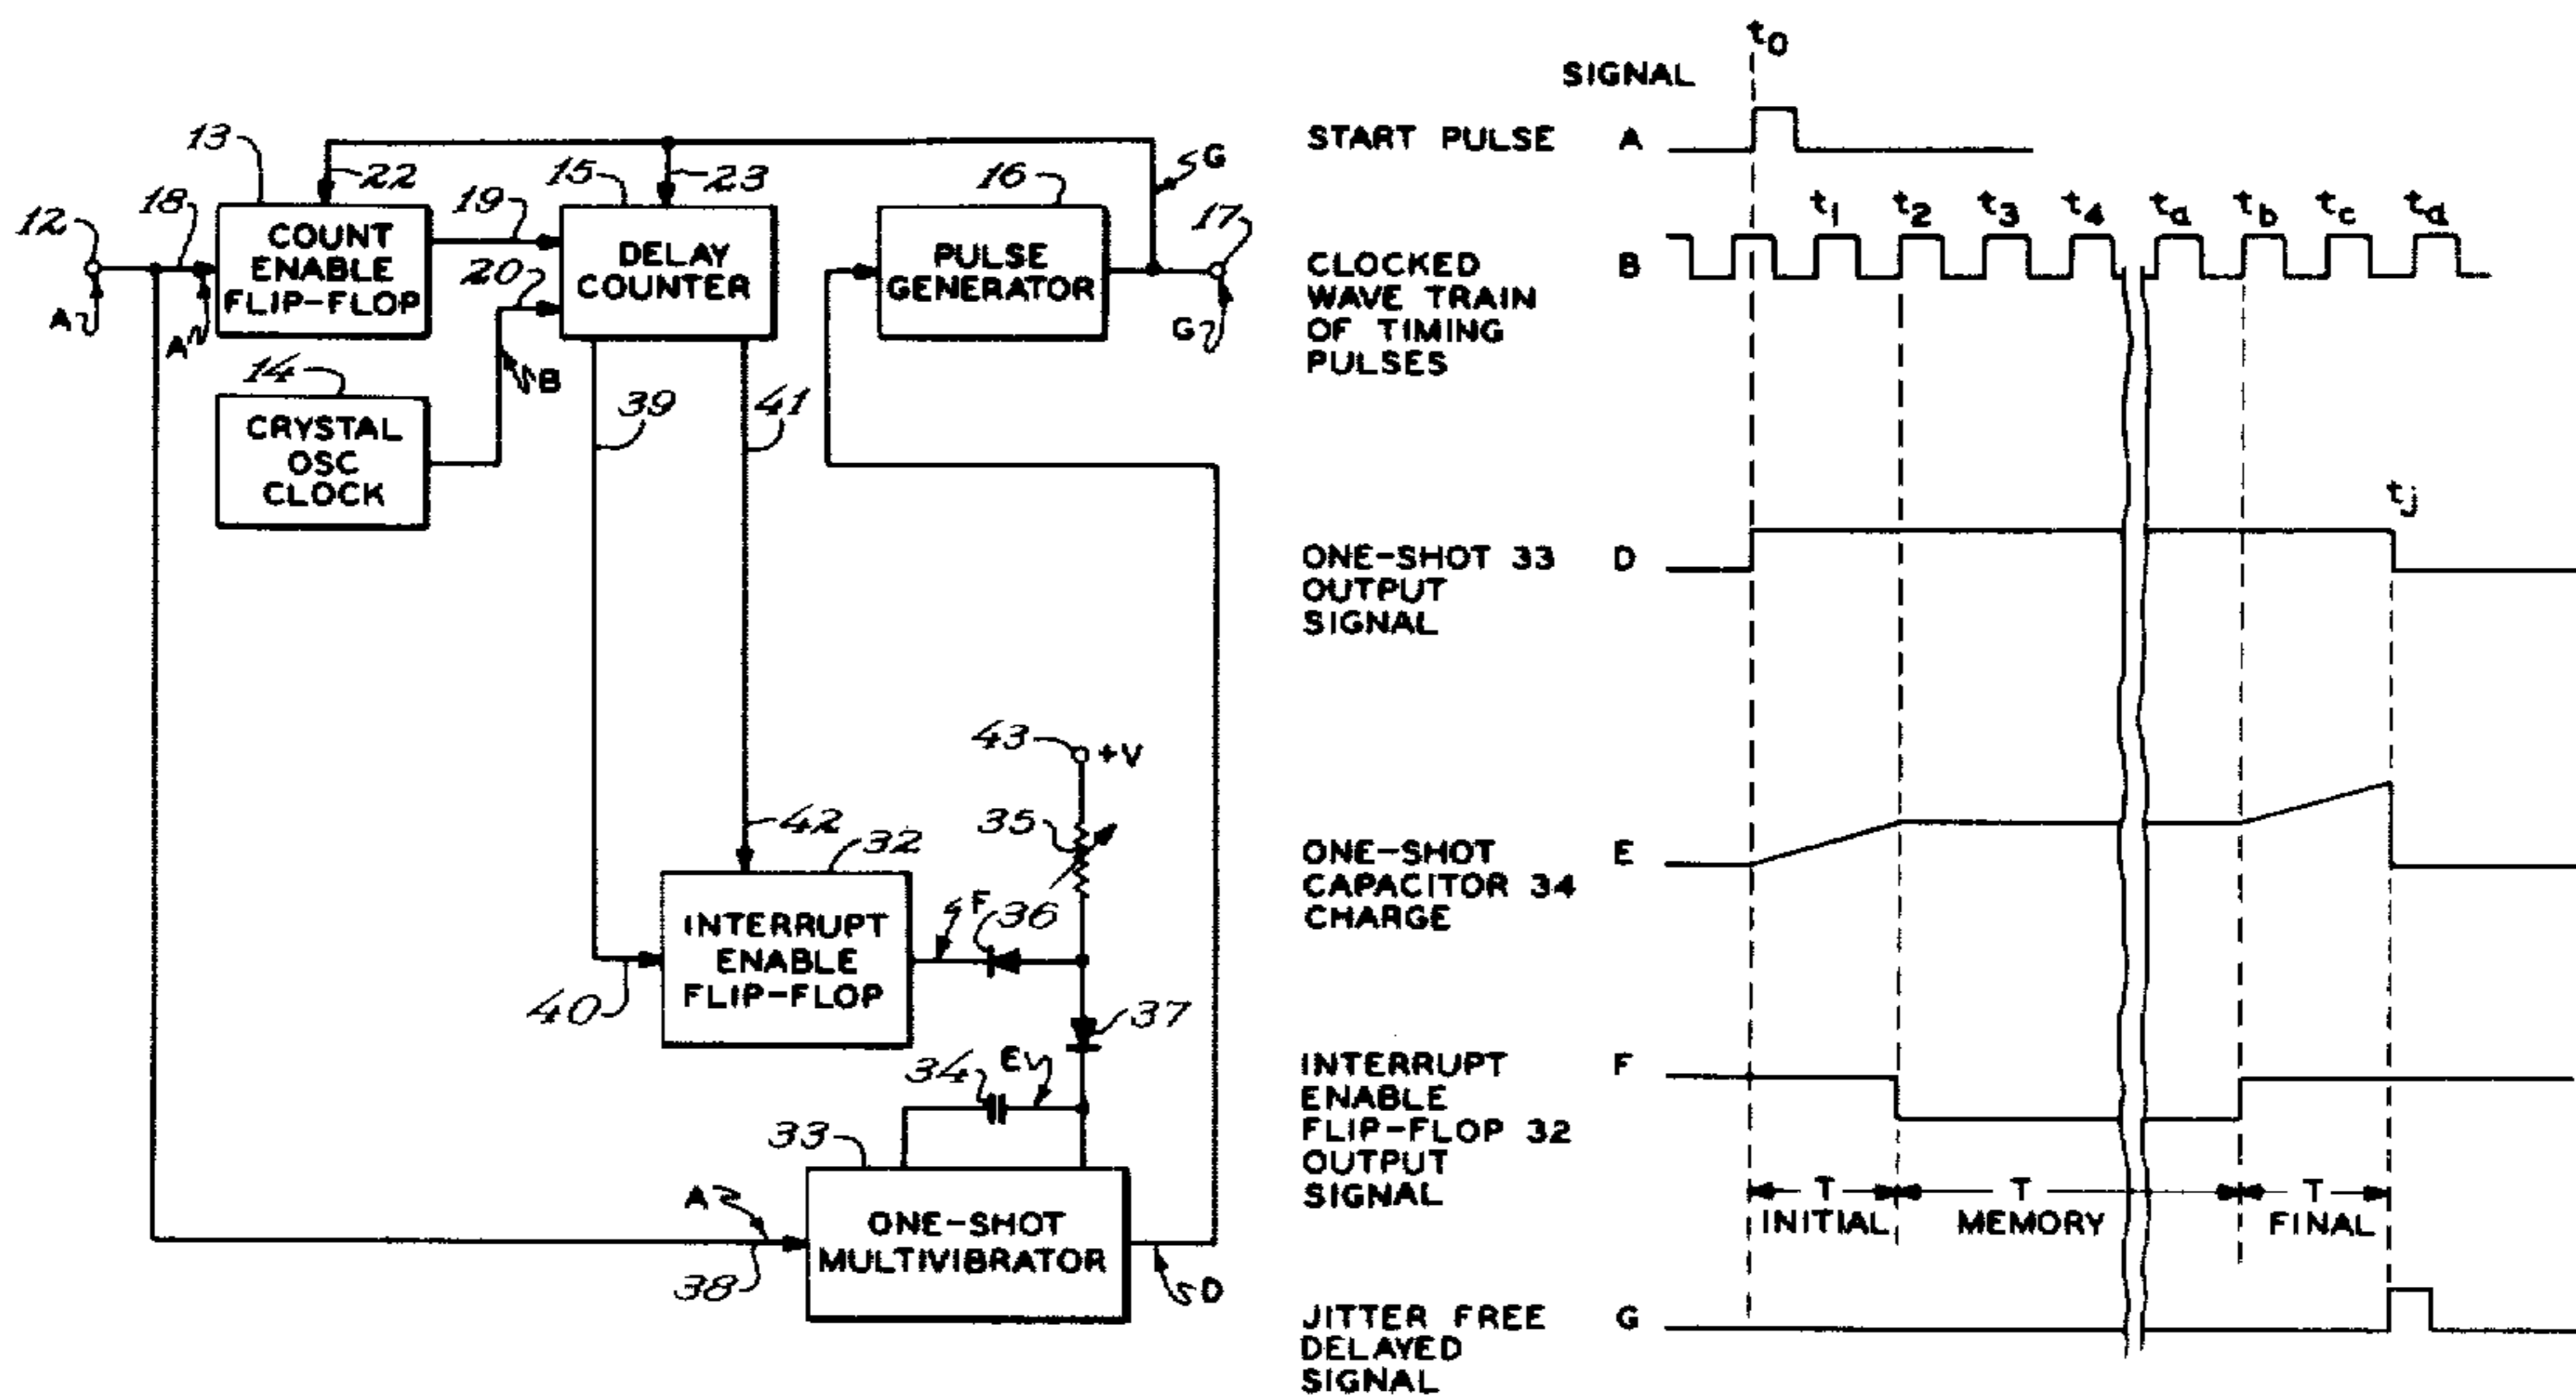 13
22
15
23
16
G
17
12
18
19
COUNT
ENABLE
FLIP-FLOP
DELAY
COUNTER
PULSE
GENERATOR
20
A
A
G
B
14
39
41
CRYSTAL
OSC
CLOCK
43
+V
35
42
32
F
36
INTERRUPT
ENABLE
FLIP-FLOP
40
37
34
E
33
A
ONE-SHOT
MULTIVIBRATOR
38
D
t0
SIGNAL
START PULSE A
t1 t2 t3 t4 ta tb tc td
CLOCKED B
WAVE TRAIN
OF TIMING
PULSES
tj
ONE-SHOT 33 D
OUTPUT
SIGNAL
ONE-SHOT E
CAPACITOR 34
CHARGE
INTERRUPT F
ENABLE
FLIP-FLOP 32
OUTPUT
SIGNAL
T T T
INITIAL MEMORY FINAL
JITTER FREE G
DELAYED
SIGNAL